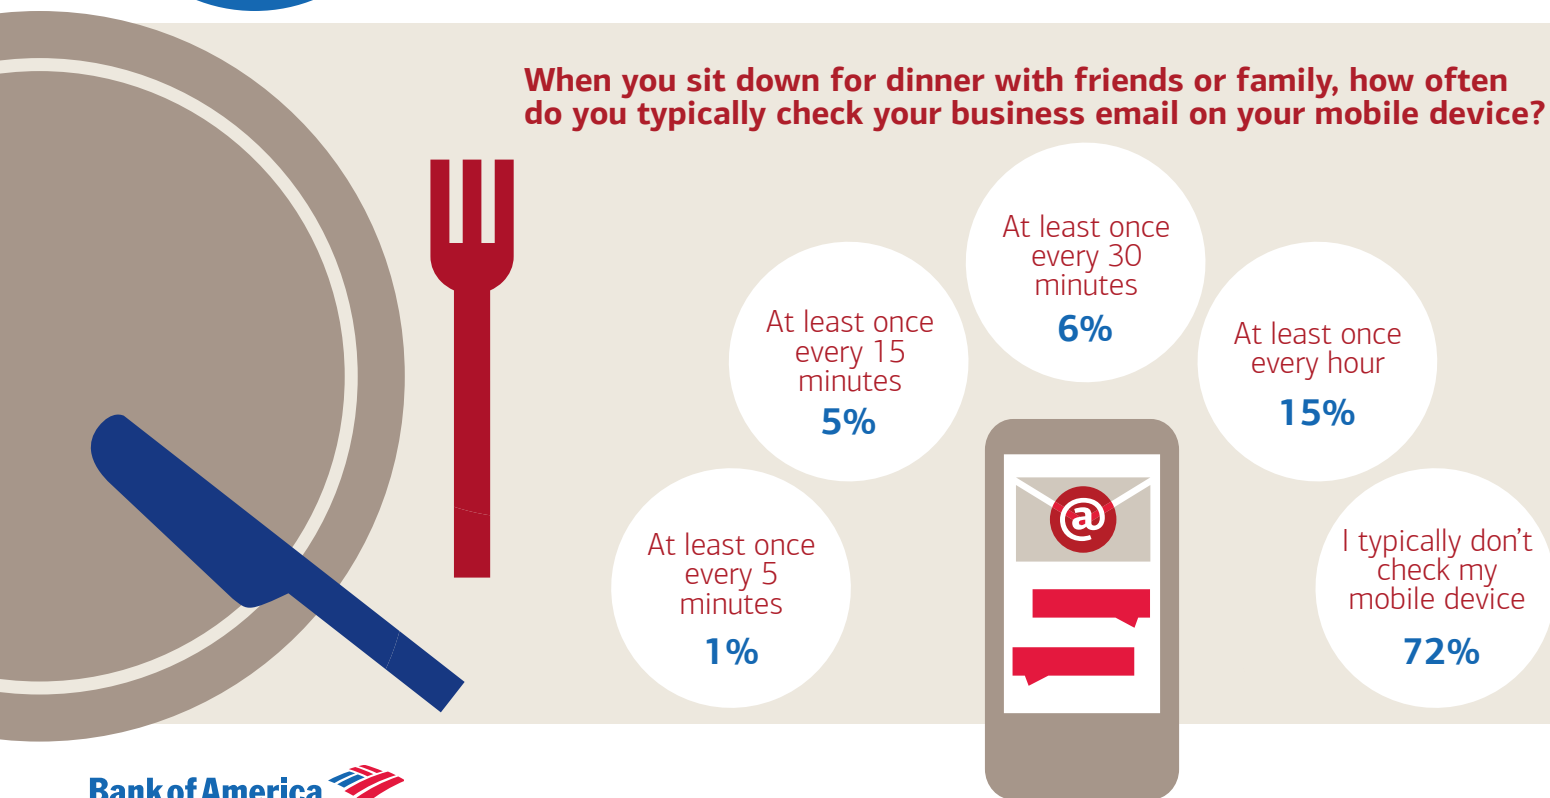 When you sit down for dinner with friends or family, how often
do you typically check your business email on your mobile device?
At least once
every 5
minutes
1%
At least once
every 15
minutes
5%
At least once
every 30
minutes
6%
At least once
every hour
15%
I typically don't
check my
mobile device
72%
@
Bank of America